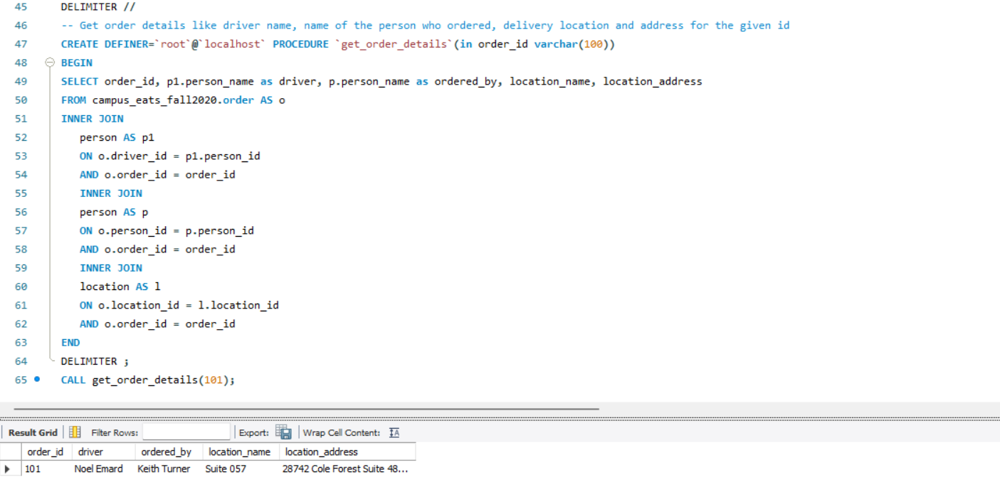 45 DELIMITER //
46 -- Get order details like driver name, name of the person who ordered, delivery location and address for the given id
47 CREATE DEFINER=`root`@`localhost` PROCEDURE `get_order_details`(in order_id varchar(100))
48 BEGIN
49 SELECT order_id, p1.person_name as driver, p.person_name as ordered_by, location_name, location_address
50 FROM campus_eats_fall2020.order AS o
51 INNER JOIN
52 person AS p1
53 ON o.driver_id = p1.person_id
54 AND o.order_id = order_id
55 INNER JOIN
56 person AS p
57 ON o.person_id = p.person_id
58 AND o.order_id = order_id
59 INNER JOIN
60 location AS l
61 ON o.location_id = l.location_id
62 AND o.order_id = order_id
63 END
64 DELIMITER ;
65 CALL get_order_details(101);
Result Grid Filter Rows: Export: Wrap Cell Content: IA
order_id driver ordered_by location_name location_address
101 Noel Emard Keith Turner Suite 057 28742 Cole Forest Suite 48...